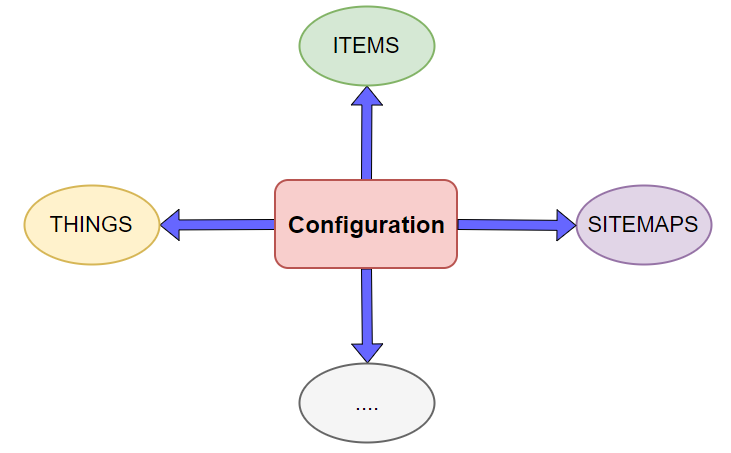 ITEMS
THINGS
Configuration
SITEMAPS
....